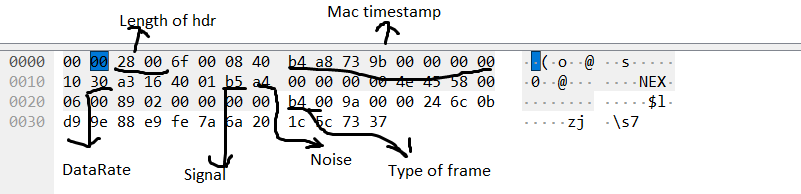 Length of hdr
Mac timestamp
0000 00 00 28 00 6f 00 08 40 b4 a8 73 9b 00 00 00 00 ··(·o··@ ··s·····
0010 10 30 a3 16 40 01 b5 a4 00 00 00 00 4e 45 58 00 ·0··@··· ····NEX·
0020 06 00 89 02 00 00 00 00 b4 00 9a 00 00 24 6c 0b ········ ·····$l·
0030 d9 9e 88 e9 fe 7a 6a 20 1c 5c 73 37 ·····zj  ·\s7
DataRate
Signal
Noise
Type of frame